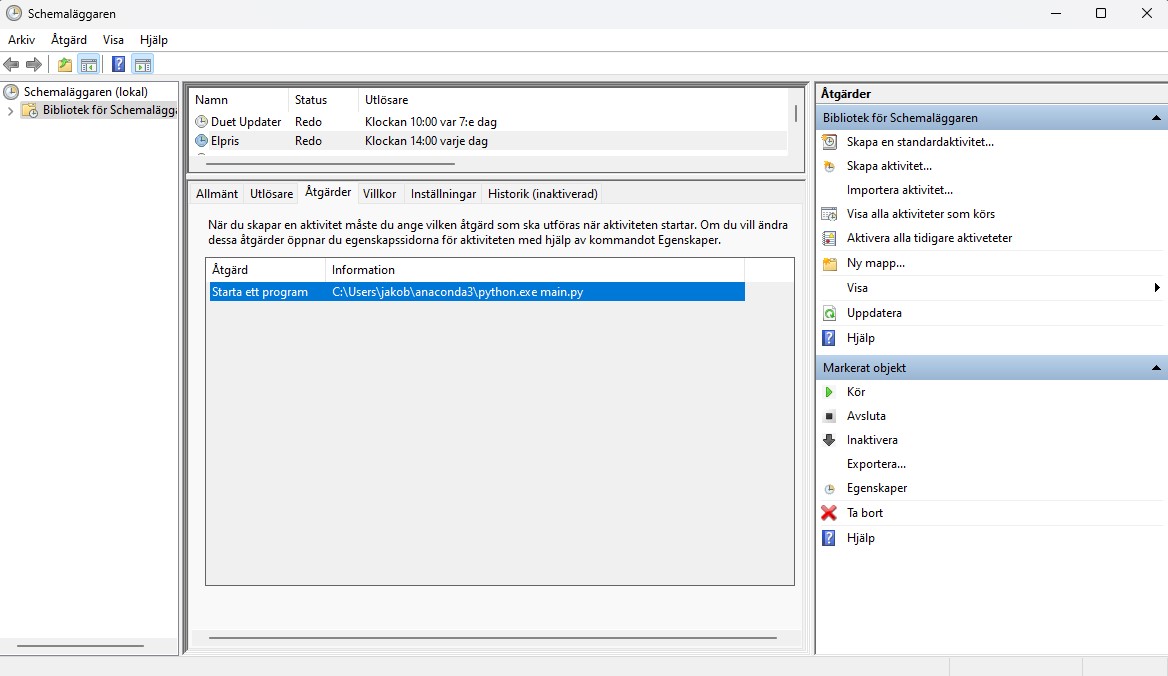 Schemaläggaren
Arkiv Åtgärd Visa Hjälp
Schemaläggaren (lokal)
Bibliotek för Schemalägga
Namn Status Utlösare
Duet Updater Redo Klockan 10:00 var 7:e dag
Elpris Redo Klockan 14:00 varje dag
Allmänt Utlösare Åtgärder Villkor Inställningar Historik (inaktiverad)
När du skapar en aktivitet måste du ange vilken åtgärd som ska utföras när aktiviteten startar. Om du vill ändra
dessa åtgärder öppnar du egenskapssidorna för aktiviteten med hjälp av kommandot Egenskaper.
Åtgärd Information
Starta ett program C:\Users\jakob\anaconda3\python.exe main.py
Åtgärder
Bibliotek för Schemaläggaren
Skapa en standardaktivitet...
Skapa aktivitet...
Importera aktivitet...
Visa alla aktiviteter som körs
Aktivera alla tidigare aktiveteter
Ny mapp...
Visa
Uppdatera
Hjälp
Markerat objekt
Kör
Avsluta
Inaktivera
Exportera...
Egenskaper
Ta bort
Hjälp